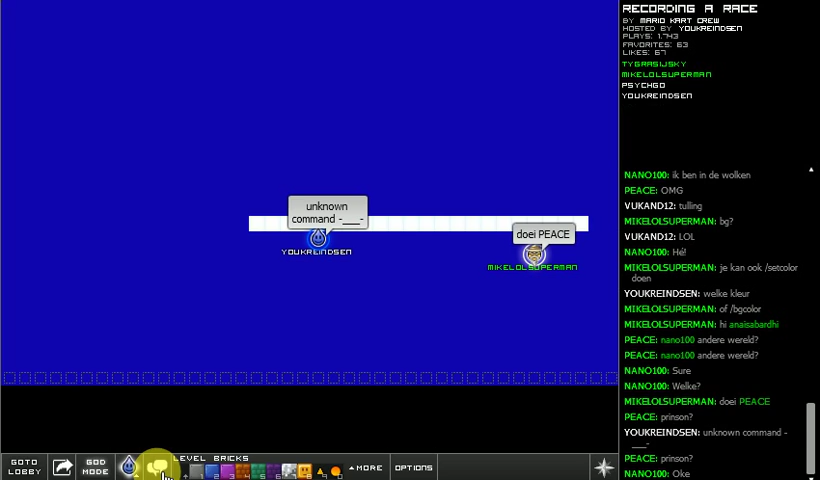 RECORDING A RACE
BY MARIO KART CREW
HOSTED BY YOUKREINDSEN
PLAYS: 1.743
FAVORITES: 63
LIKES: 67
TYGRASIJSKY
MIKELOLSUPERMAN
PSYCHGO
YOUKREINDSEN
unknown
command -___-
YOUKREINDSEN
doei PEACE
MIKELOLSUPERMAN
NANO100: ik ben in de wolken
PEACE: OMG
VUKAND12: tulling
MIKELOLSUPERMAN: bg?
VUKAND12: LOL
NANO100: Hé!
MIKELOLSUPERMAN: je kan ook /setcolor
doen
YOUKREINDSEN: welke kleur
MIKELOLSUPERMAN: of /bgcolor
MIKELOLSUPERMAN: hi anaisabardhi
PEACE: nano100 andere wereld?
PEACE: nano100 andere wereld?
NANO100: Sure
NANO100: Welke?
MIKELOLSUPERMAN: doei PEACE
PEACE: prinson?
YOUKREINDSEN: unknown command -
___-
PEACE: prinson?
NANO100: Oke
GOTO
LOBBY
GOD
MODE
LEVEL BRICKS
MORE
OPTIONS